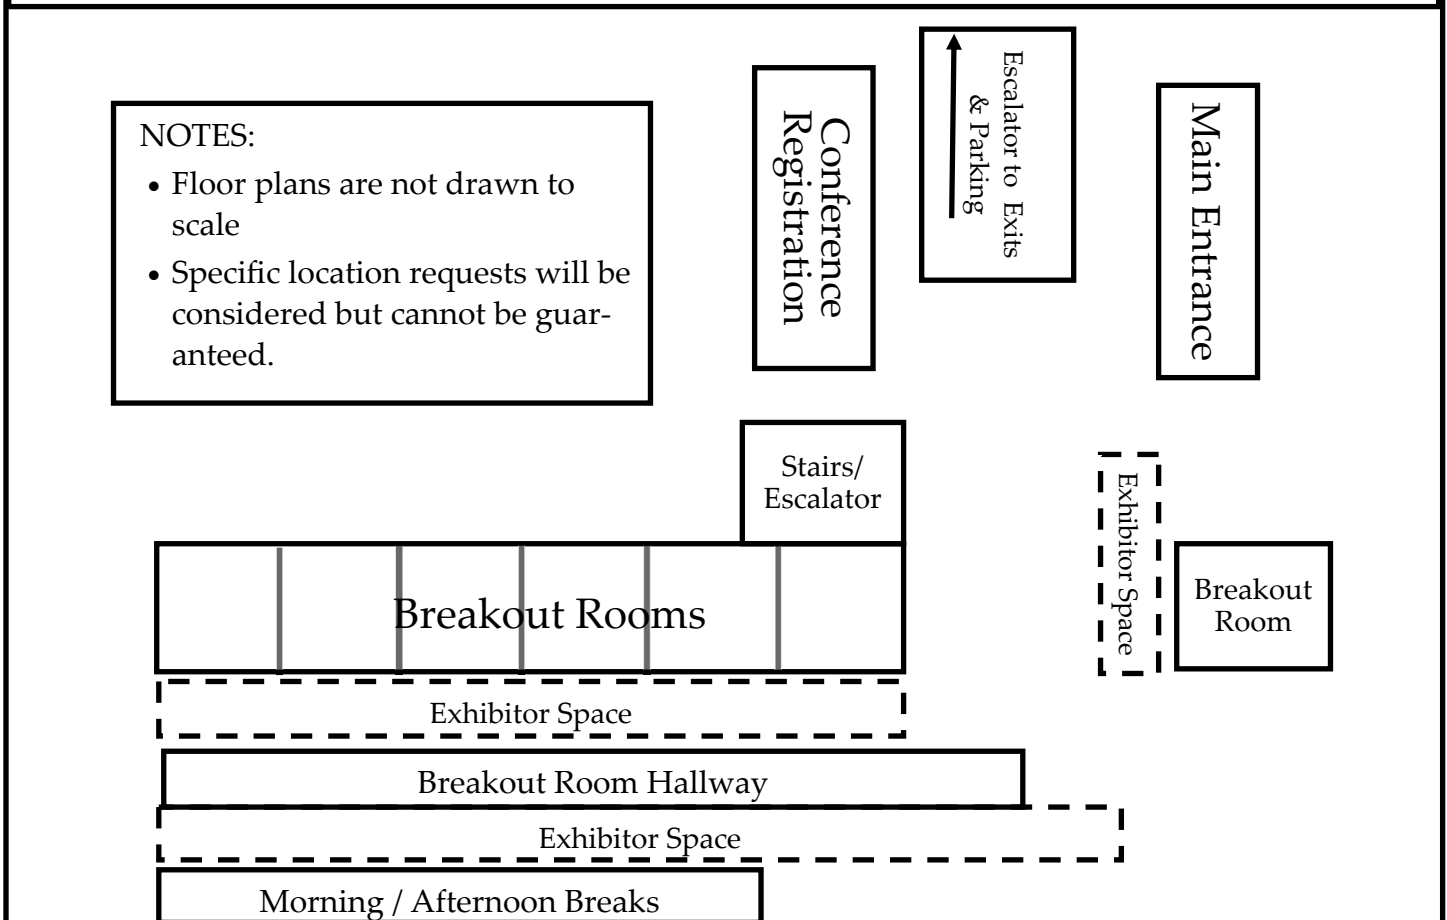 NOTES:
• Floor plans are not drawn to
scale
• Specific location requests will be
considered but cannot be guar-
anteed.
Conference
Registration
Escalator to Exits
& Parking
Main Entrance
Stairs/
Escalator
Exhibitor Space
Breakout
Room
Breakout Rooms
Exhibitor Space
Breakout Room Hallway
Exhibitor Space
Morning / Afternoon Breaks